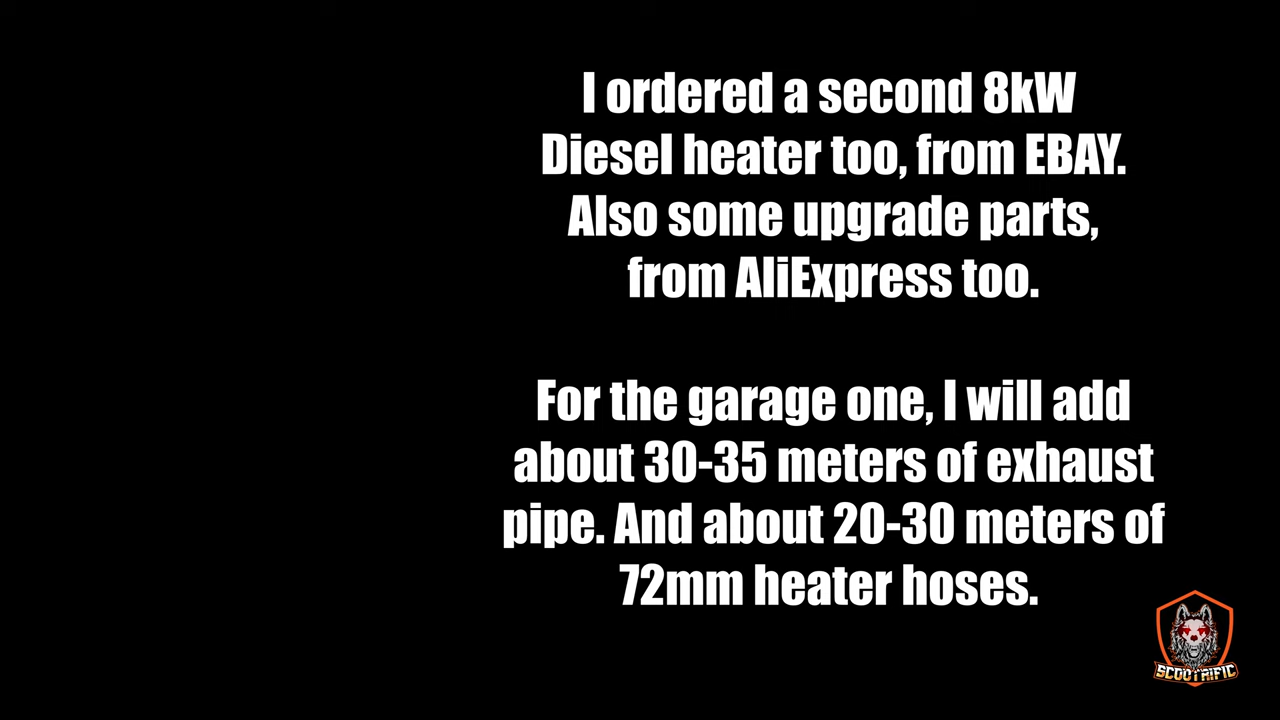 I ordered a second 8kW
Diesel heater too, from EBAY.
Also some upgrade parts,
from AliExpress too.
For the garage one, I will add
about 30-35 meters of exhaust
pipe. And about 20-30 meters of
72mm heater hoses.
SCOOTRIFIC